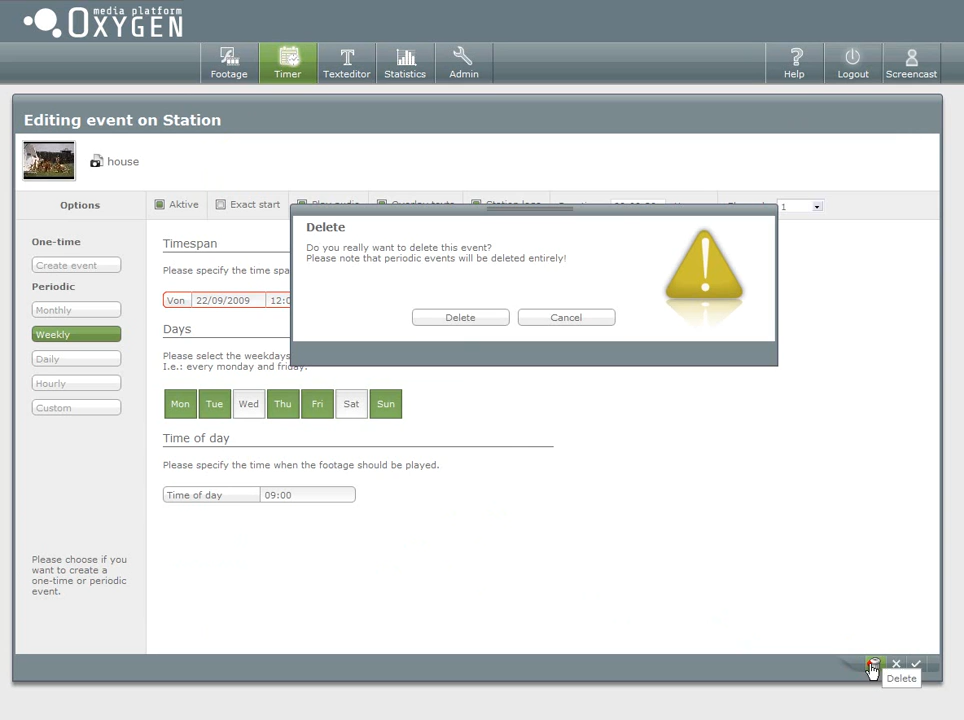 media platform
OXYGEN
Footage
Timer
Texteditor
Statistics
Admin
Help
Logout
Screencast
Editing event on Station
house
Options
Aktive
Exact start
1
One-time
Create event
Periodic
Monthly
Weekly
Daily
Hourly
Custom
Please choose if you
want to create a
one-time or periodic
event.
Timespan
Please specify the time spa
Von 22/09/2009 12:0
Days
Please select the weekdays
I.e.: every monday and friday.
Mon Tue Wed Thu Fri Sat Sun
Time of day
Please specify the time when the footage should be played.
Time of day 09:00
Delete
Do you really want to delete this event?
Please note that periodic events will be deleted entirely!
Delete
Cancel
Delete